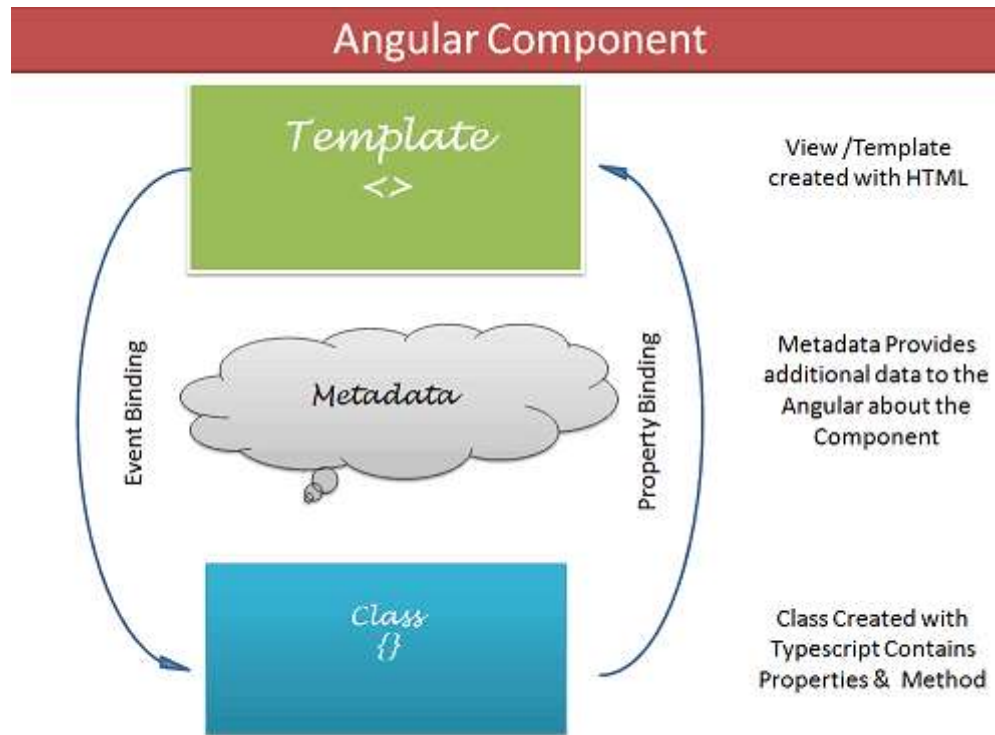 Angular Component
Template
<>
View /Template
created with HTML
Event Binding
Metadata
Property Binding
Metadata Provides
additional data to the
Angular about the
Component
Class
{}
Class Created with
Typescript Contains
Properties & Method